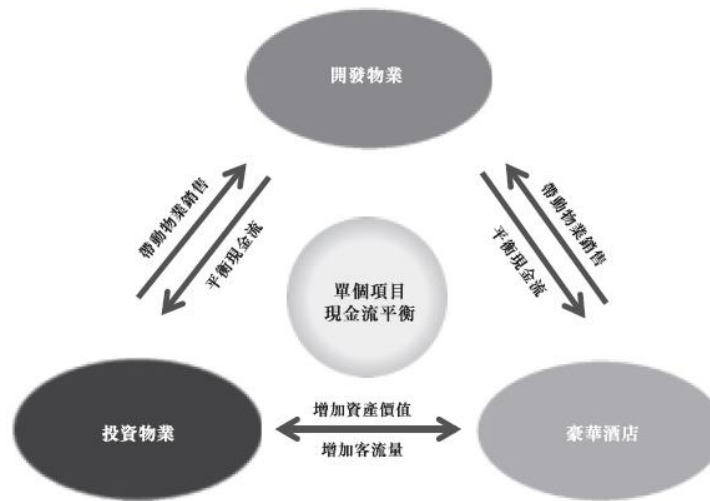 開發物業
帶動物業銷售
平衡現金流
帶動物業銷售
平衡現金流
單個項目
現金流平衡
投資物業
增加資產價值
增加客流量
豪華酒店